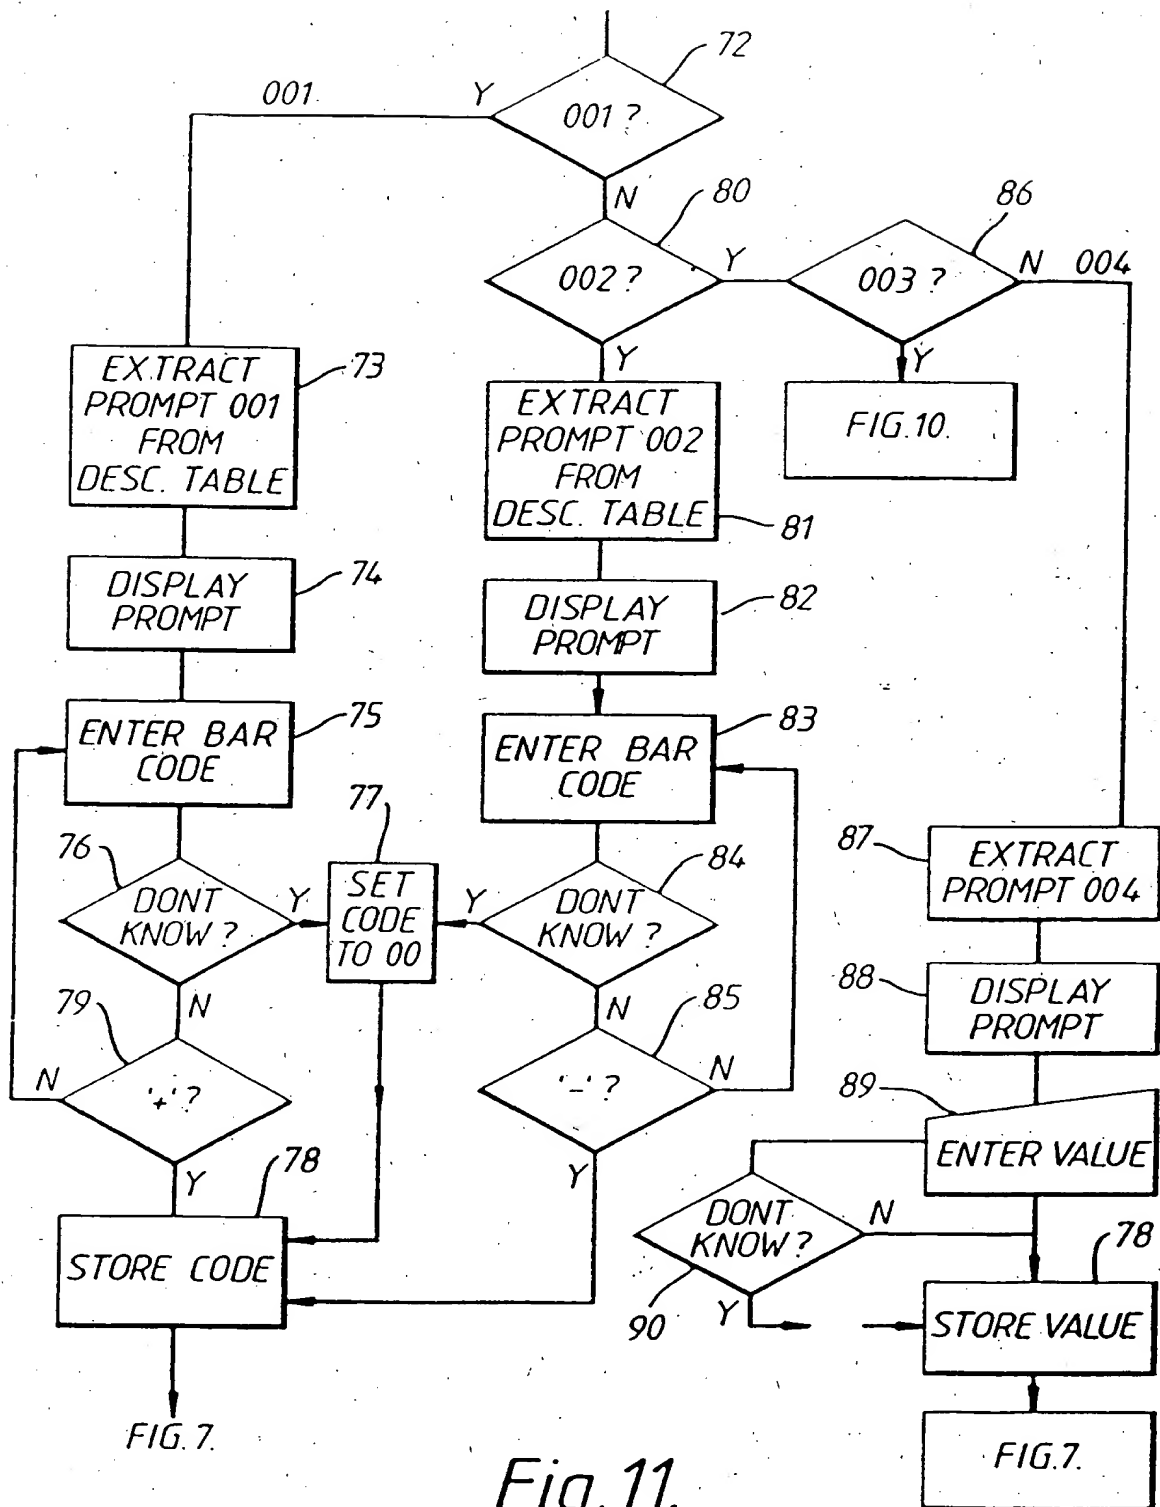 72
001
Y
001 ?
N
80
86
002 ?
Y
003 ?
N
004
Y
Y
EXTRACT
PROMPT 001
FROM
DESC. TABLE
73
EXTRACT
PROMPT 002
FROM
DESC. TABLE
81
FIG.10.
DISPLAY
PROMPT
74
DISPLAY
PROMPT
82
ENTER BAR
CODE
75
ENTER BAR
CODE
83
77
76
DONT
KNOW ?
Y
SET
CODE
TO 00
Y
DONT
KNOW ?
84
87
EXTRACT
PROMPT 004
N
N
79
'+' ?
N
Y
85
'-' ?
N
Y
88
DISPLAY
PROMPT
89
ENTER VALUE
78
STORE CODE
DONT
KNOW ?
N
90
Y
78
STORE VALUE
FIG. 7.
FIG.7.
Fig.11.